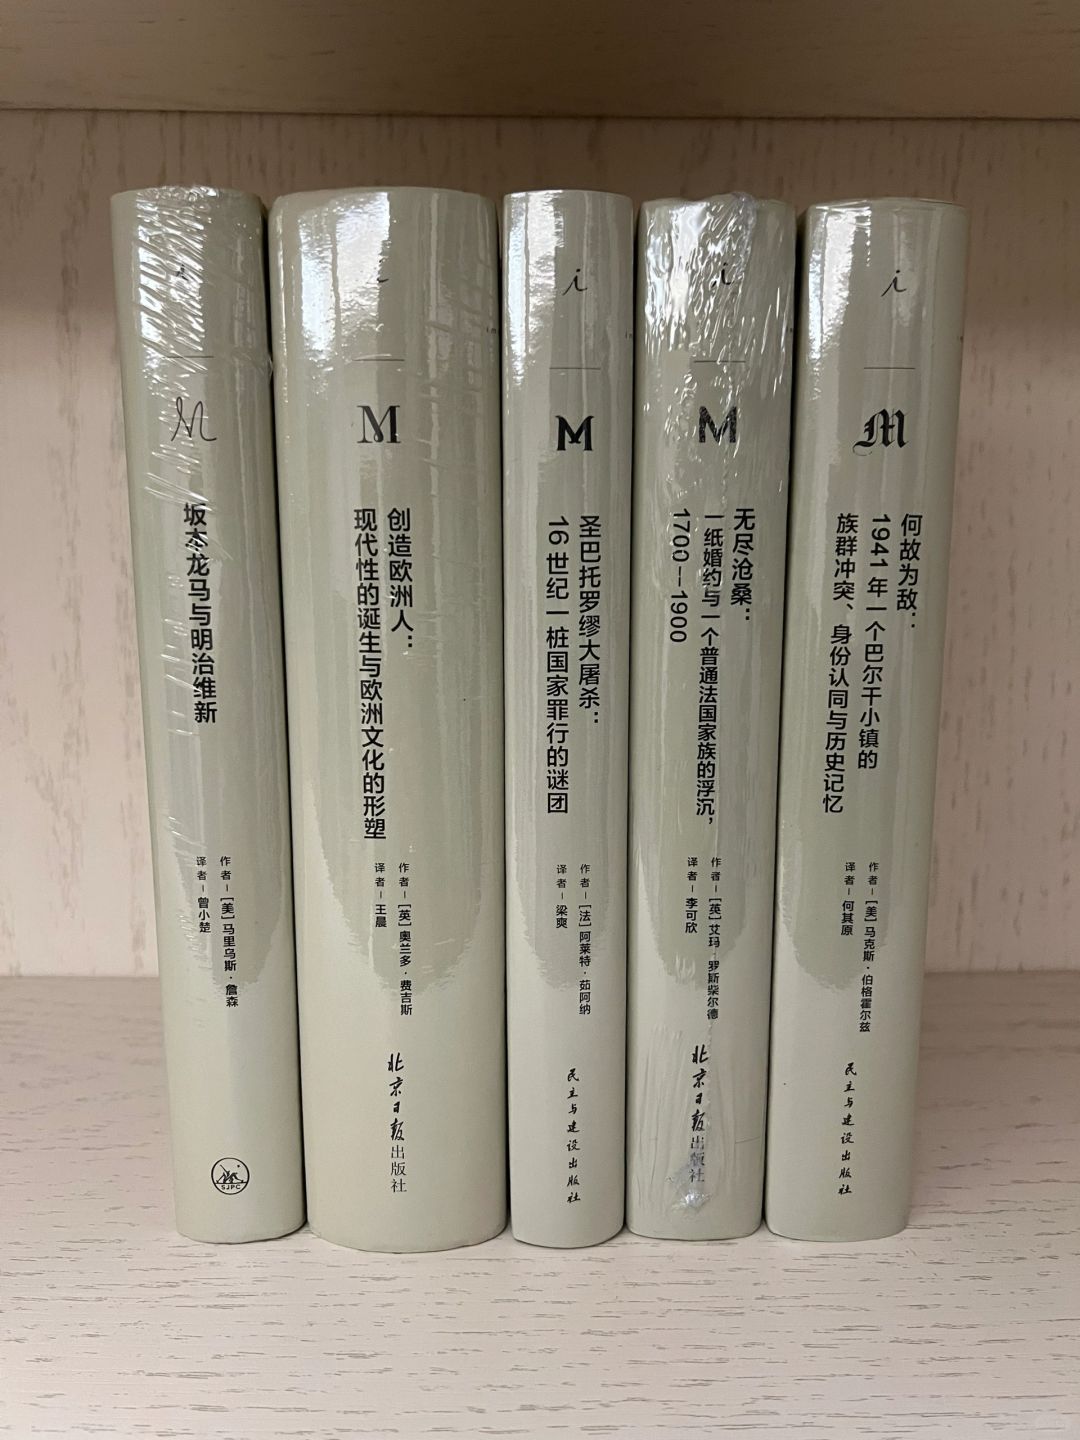 i
M
坂本龙马与明治维新
作者－[美]马里乌斯·詹森
译者－曾小楚
SJPC
i
M
创造欧洲人：
现代性的诞生与欧洲文化的形塑
作者－[英]奥兰多·费吉斯
译者－王晨
北京日报出版社
i
M
圣巴托罗缪大屠杀：
16世纪一桩国家罪行的谜团
作者－[法]阿莱特·茹阿纳
译者－梁爽
民主与建设出版社
i
M
无尽沧桑：
一纸婚约与一个普通法国家族的浮沉，
1700—1900
作者－[英]艾玛·罗斯柴尔德
译者－李可欣
北京日报出版社
i
M
何故为敌：
1941年一个巴尔干小镇的
族群冲突、身份认同与历史记忆
作者－[美]马克斯·伯格霍尔兹
译者－何其原
民主与建设出版社